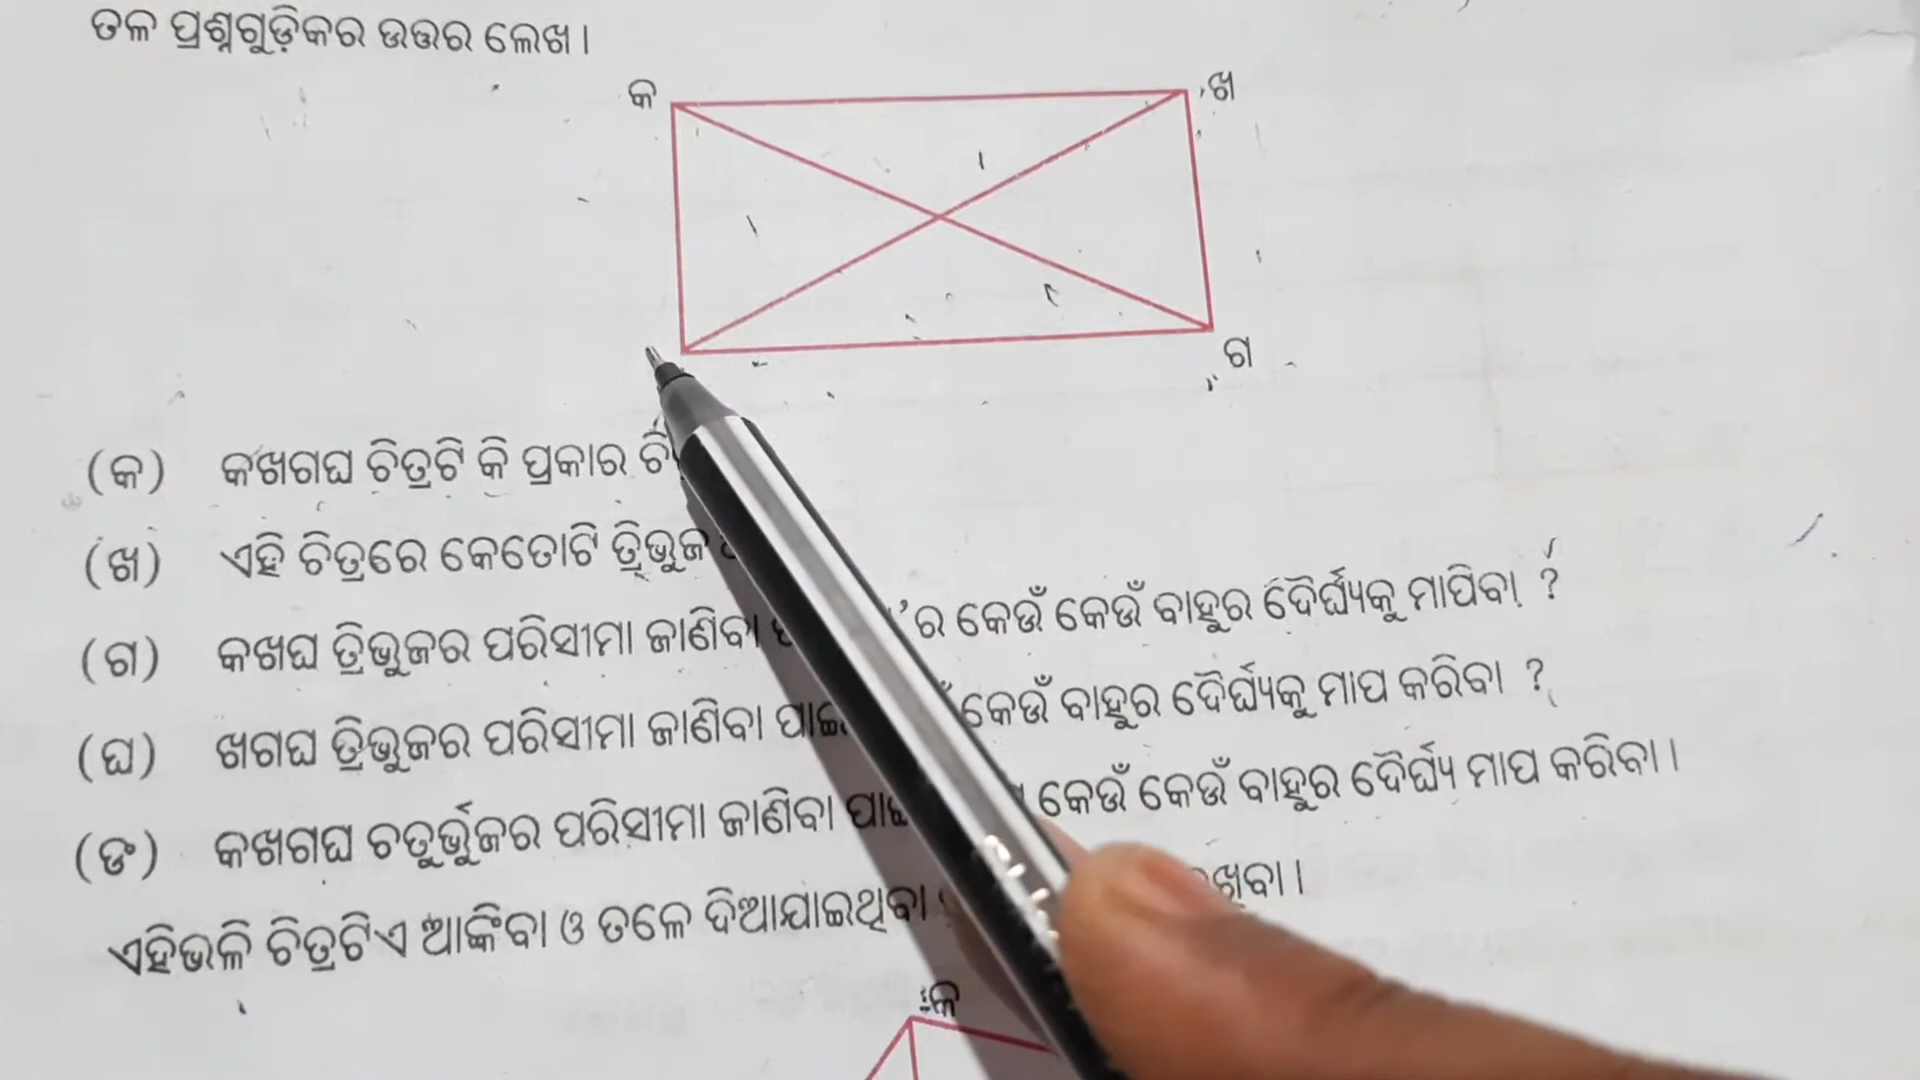 ତଳ ପ୍ରଶ୍ନଗୁଡ଼ିକର ଉତ୍ତର ଲେଖ।
କ ଖ
ଗ
(କ) କଖଗଘ ଚିତ୍ରଟି କି ପ୍ରକାର
(ଖ) ଏହି ଚିତ୍ରରେ କେତୋଟି ତ୍ରିଭୁଜ
(ଗ) କଖଘ ତ୍ରିଭୁଜର ପରିସୀମା ଜାଣିବା ’ର କେଉଁ କେଉଁ ବାହୁର ଦୈର୍ଘ୍ୟକୁ ମାପିବା ?
(ଘ) ଖଗଘ ତ୍ରିଭୁଜର ପରିସୀମା ଜାଣିବା ପାଇଁ କେଉଁ ବାହୁର ଦୈର୍ଘ୍ୟକୁ ମାପ କରିବା ?
(ଙ) କଖଗଘ ଚତୁର୍ଭୁଜର ପରିସୀମା ଜାଣିବା ପାଇଁ କେଉଁ କେଉଁ ବାହୁର ଦୈର୍ଘ୍ୟ ମାପ କରିବା।
ଏହିଭଳି ଚିତ୍ରଟିଏ ଆଙ୍କିବା ଓ ତଳେ ଦିଆଯାଇଥିବା
କ